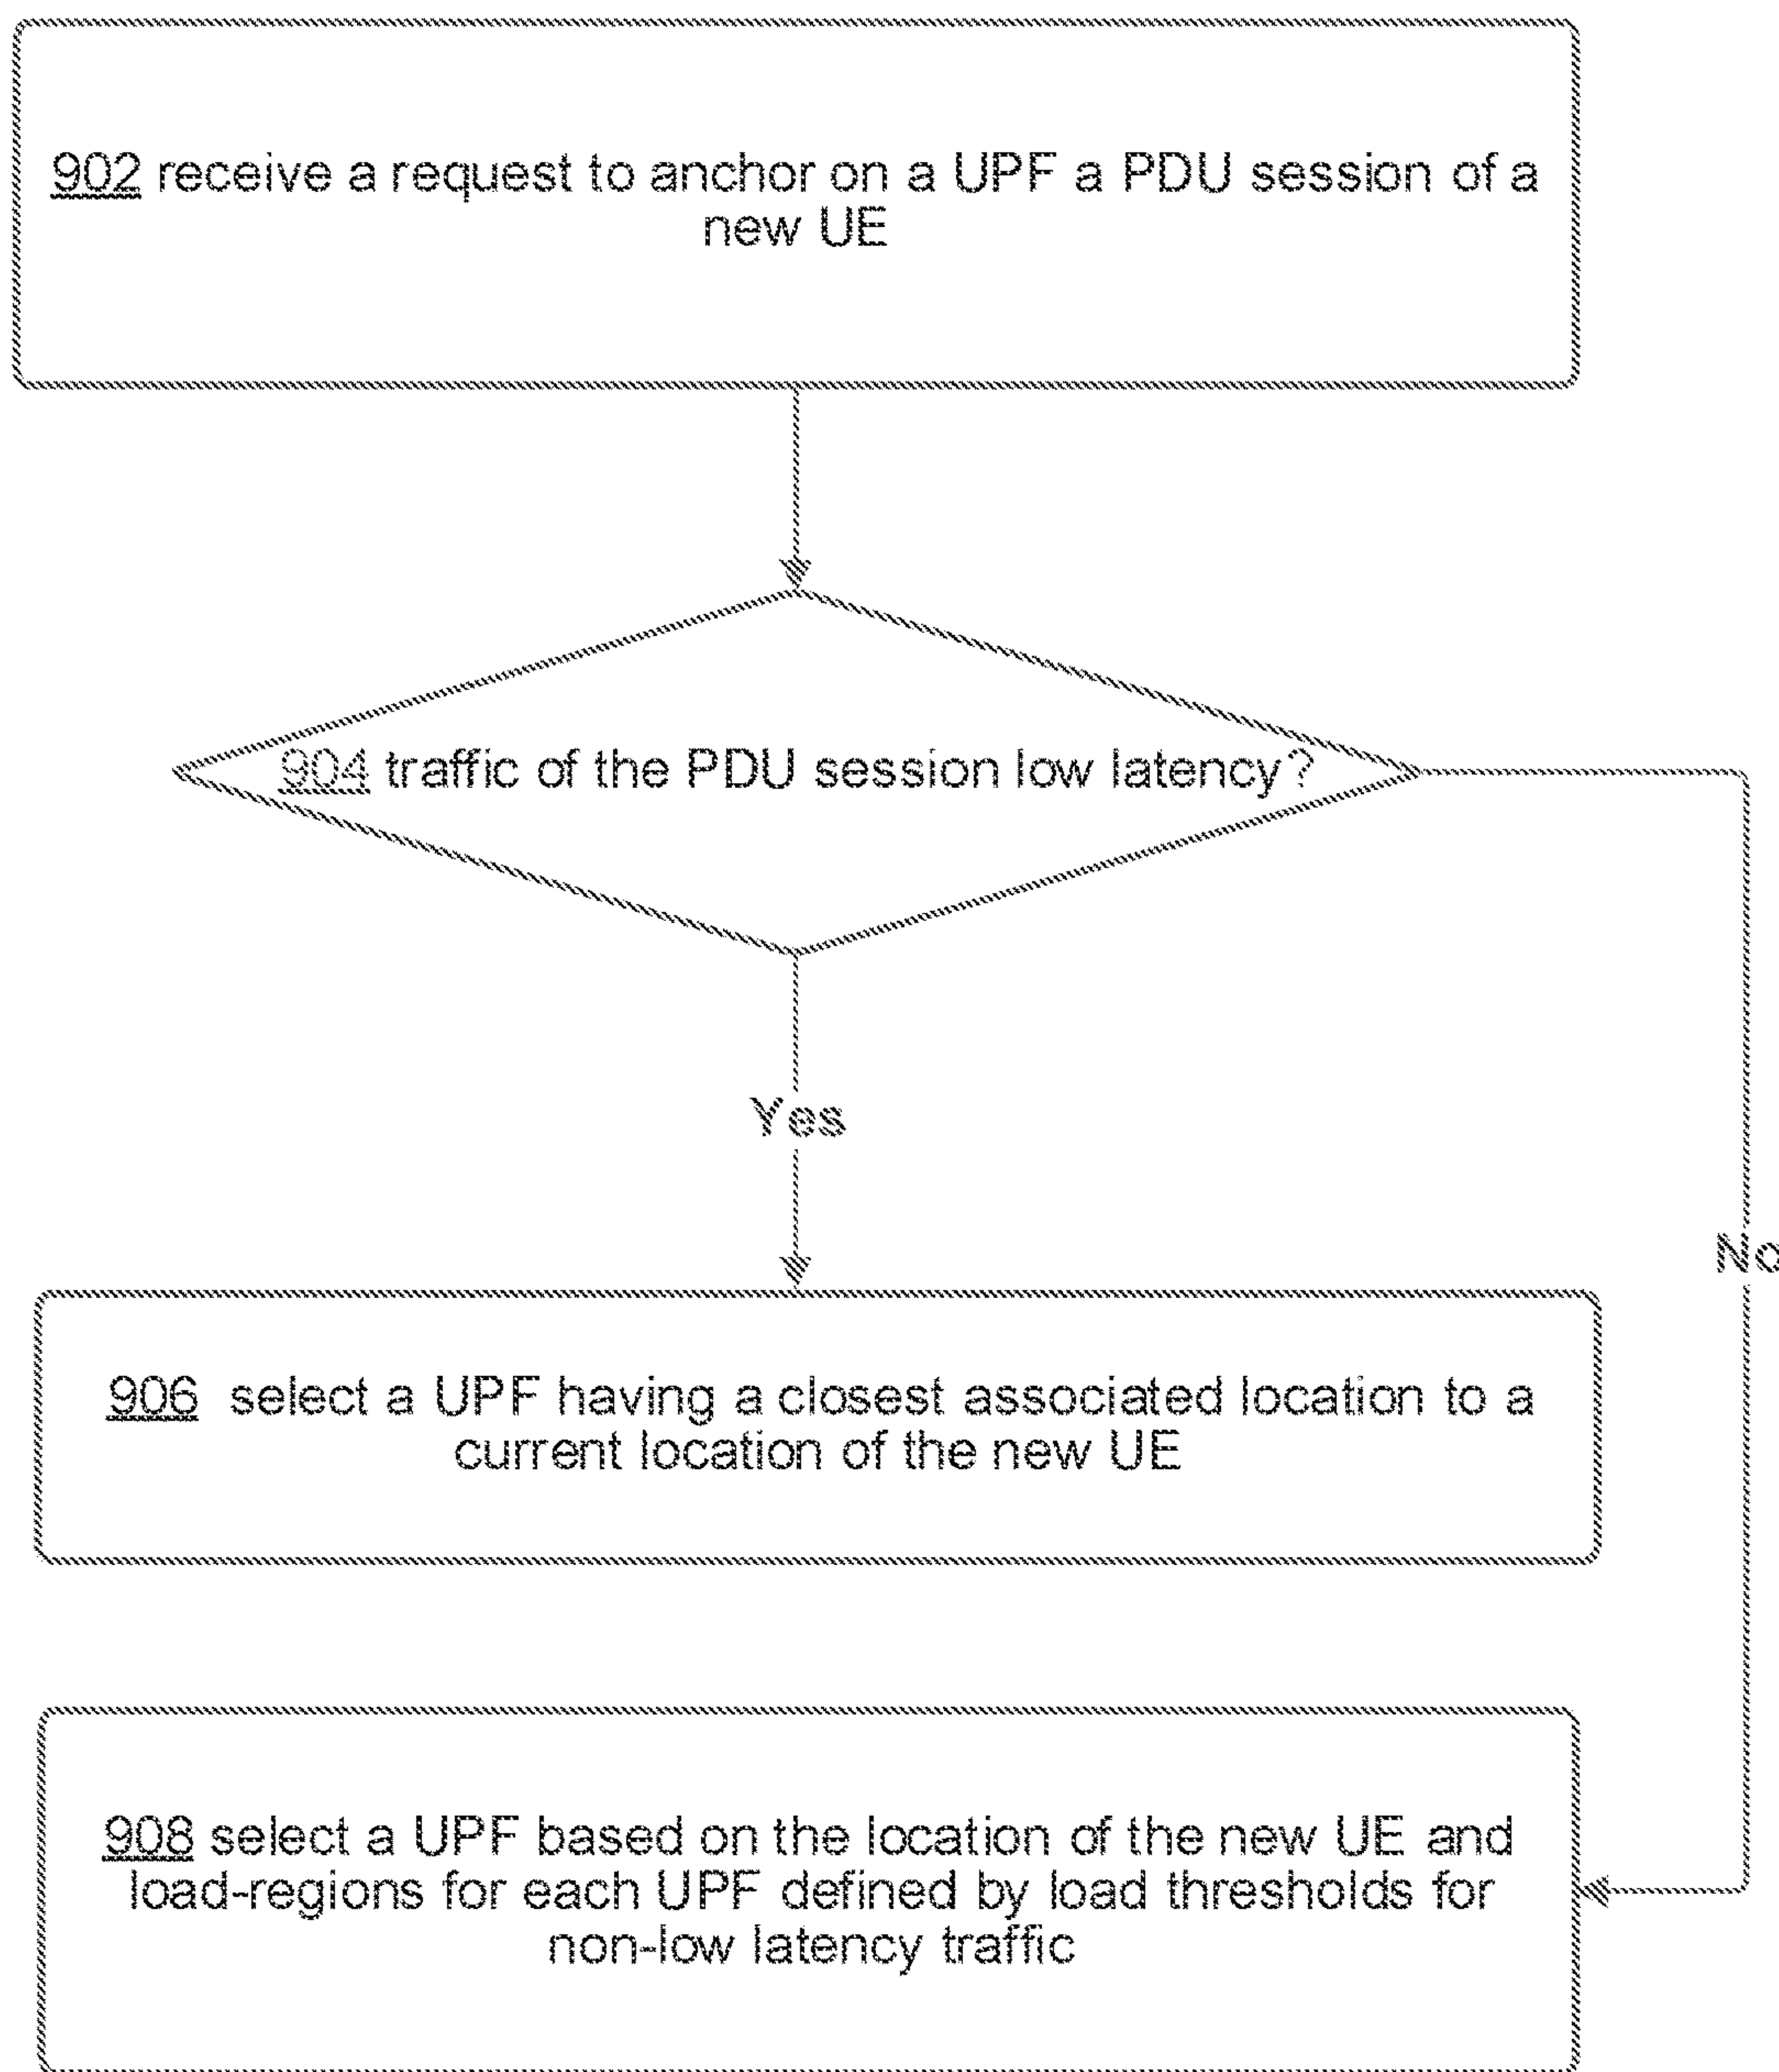 902 receive a request to anchor on a UPF a PDU session of a
new UE
904 traffic of the PDU session low latency?
Yes
No
906 select a UPF having a closest associated location to a
current location of the new UE
908 select a UPF based on the location of the new UE and
load-regions for each UPF defined by load thresholds for
non-low latency traffic